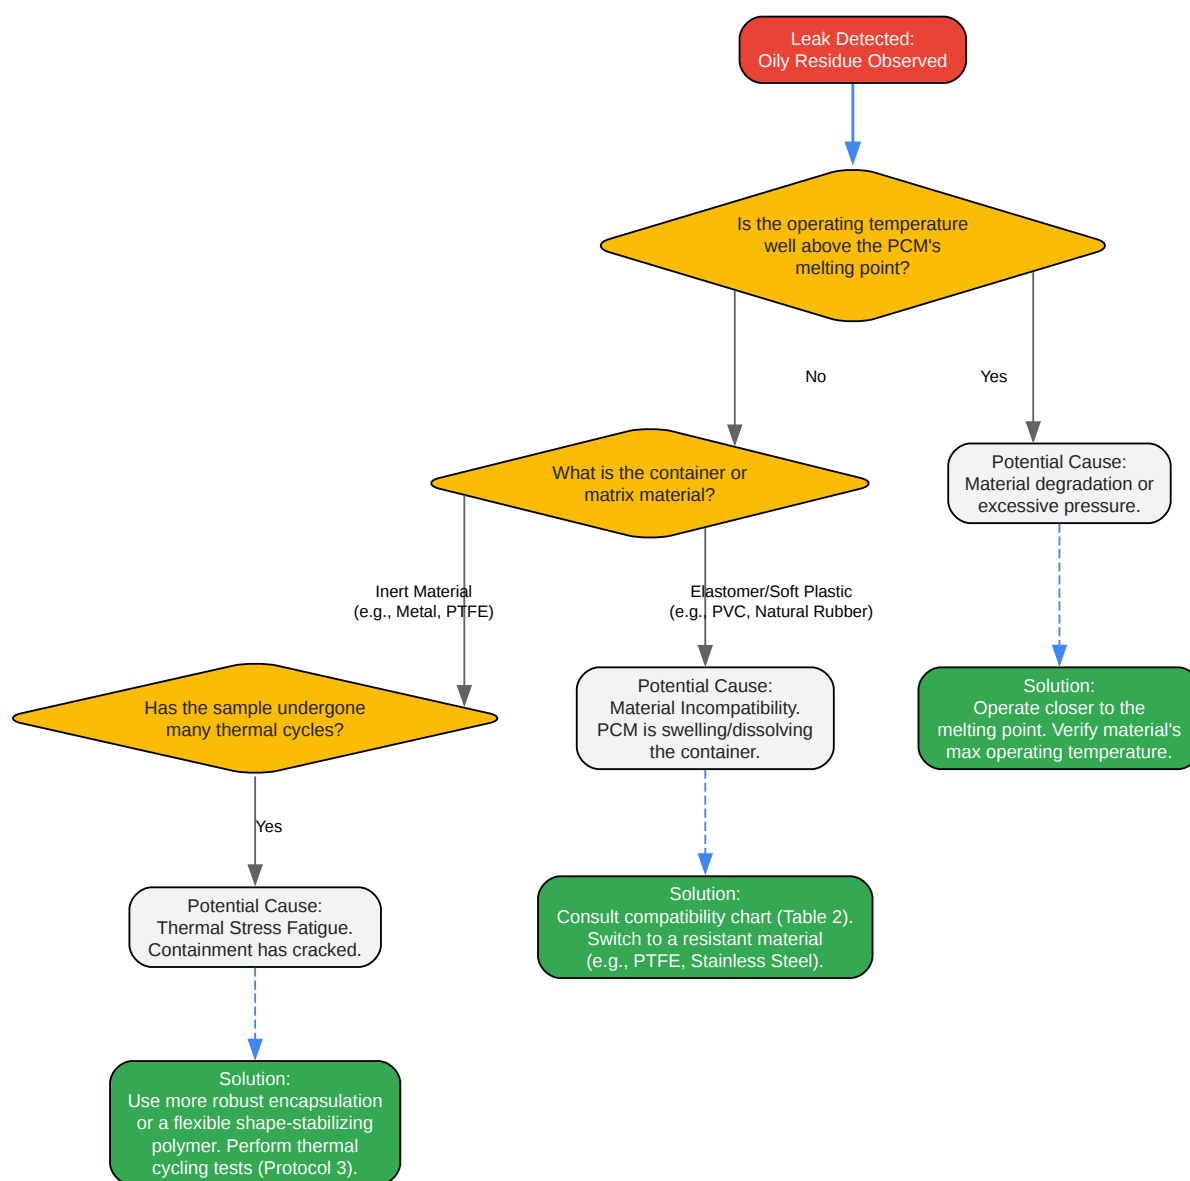 Leak Detected:
Oily Residue Observed
Is the operating temperature
well above the PCM's
melting point?
No
Yes
What is the container or
matrix material?
Potential Cause:
Material degradation or
excessive pressure.
Inert Material
(e.g., Metal, PTFE)
Elastomer/Soft Plastic
(e.g., PVC, Natural Rubber)
Has the sample undergone
many thermal cycles?
Potential Cause:
Material Incompatibility.
PCM is swelling/dissolving
the container.
Solution:
Operate closer to the
melting point. Verify material's
max operating temperature.
Yes
Potential Cause:
Thermal Stress Fatigue.
Containment has cracked.
Solution:
Consult compatibility chart (Table 2).
Switch to a resistant material
(e.g., PTFE, Stainless Steel).
Solution:
Use more robust encapsulation
or a flexible shape-stabilizing
polymer. Perform thermal
cycling tests (Protocol 3).